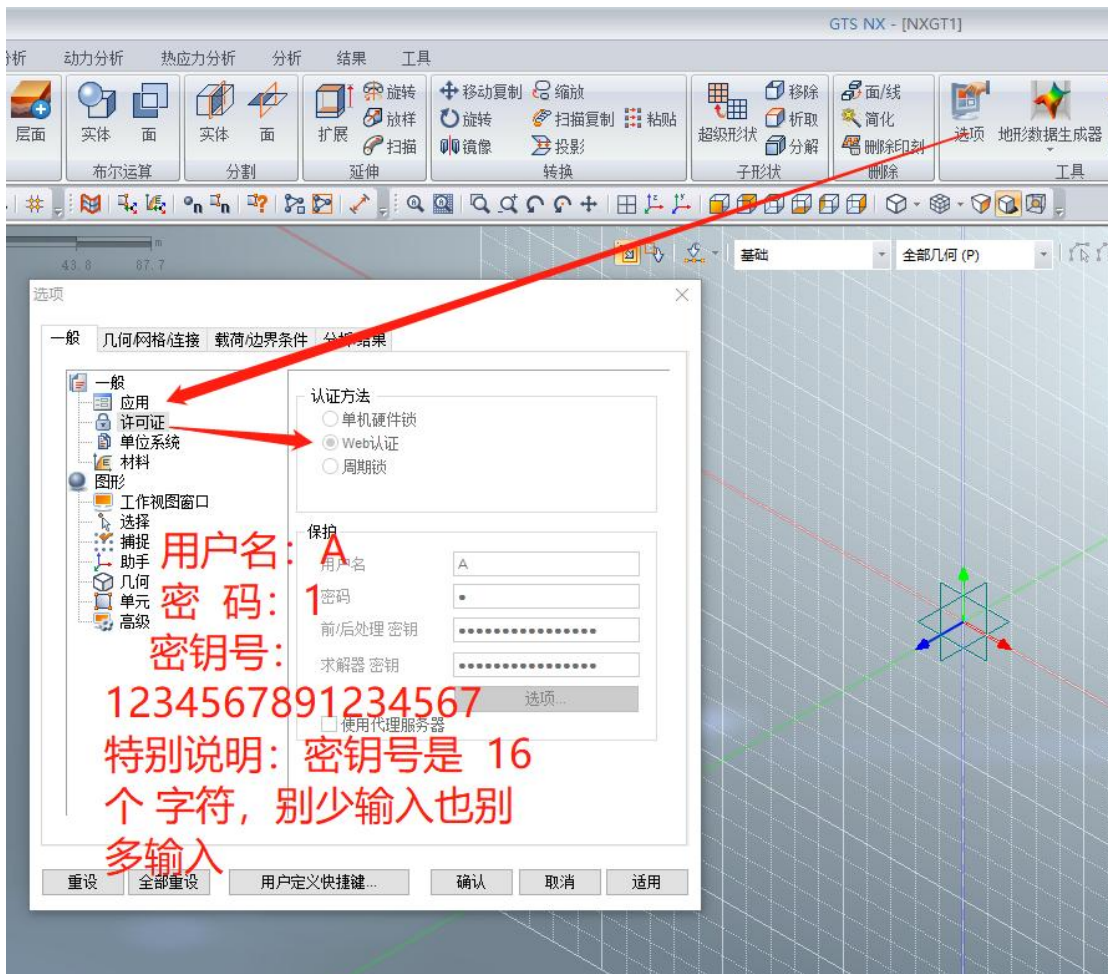 GTS NX - [NXGT1]
分析 动力分析 热应力分析 分析 结果 工具
层面 实体 面 实体 面 扩展 旋转 移动复制 缩放 超级形状 移除 面/线 选项 地形数据生成器
放样 旋转 扫描复制 粘贴 析取 简化
扫描 镜像 投影 分解 删除印刻
布尔运算 分割 延伸 转换 子形状 删除 工具
m
43.8 87.7
基础 全部几何 (P)
选项
一般 几何/网格/连接 载荷/边界条件 分析/结果
一般
应用
许可证
单位系统
材料
图形
工作视图窗口
选择
捕捉
助手
几何
单元
高级
认证方法
单机硬件锁
Web认证
周期锁
保护
用户名 A
密码
前/后处理 密钥
求解器 密钥
选项...
使用代理服务器
用户名：A
密 码：1
密钥号：
1234567891234567
特别说明：密钥号是 16
个 字符，别少输入也别
多输入
重设 全部重设 用户定义快捷键... 确认 取消 适用